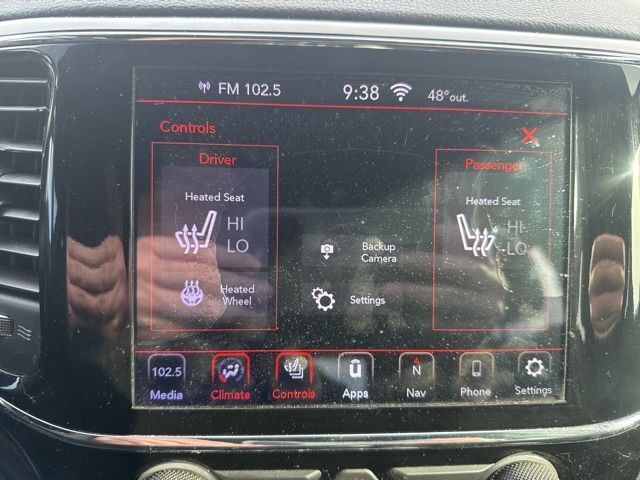 FM 102.5 9:38 48° out.
Controls
Driver
Passenger
Heated Seat
HI
LO
Heated
Wheel
Backup
Camera
Settings
Heated Seat
HI
LO
102.5
Media
Climate
Controls
u
Apps
N
Nav
Phone
Settings